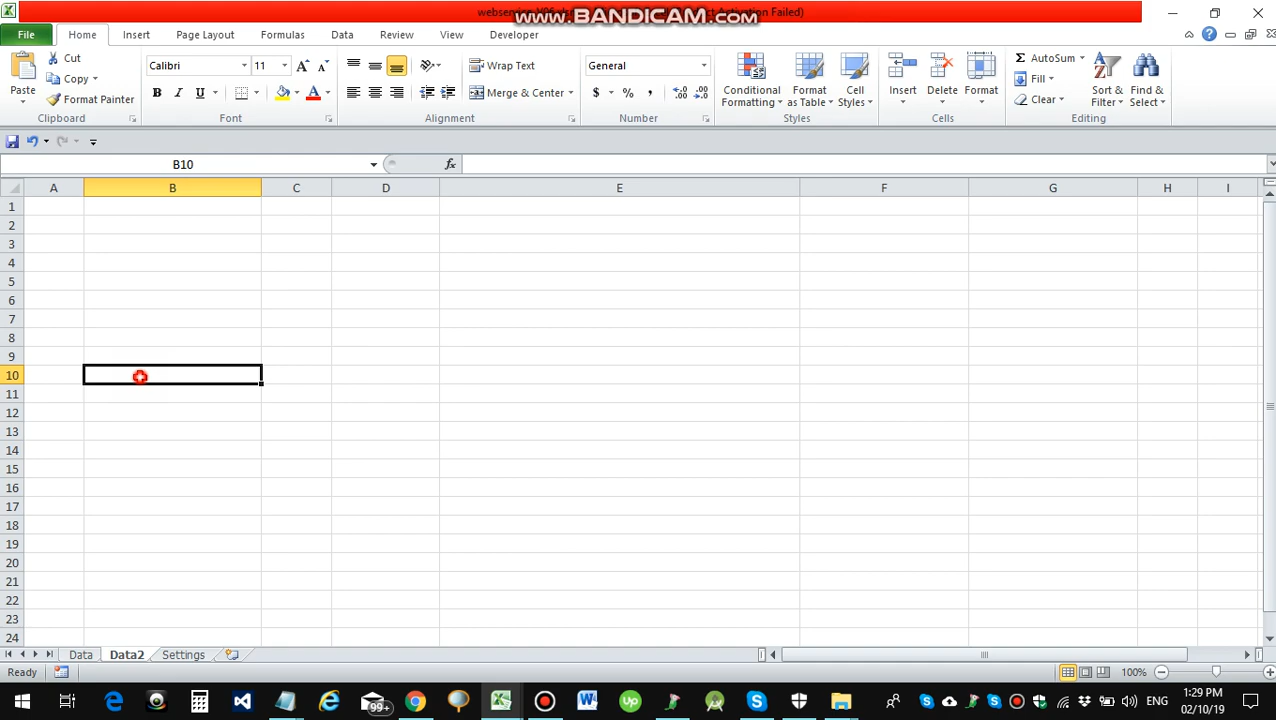 www.BANDICAM.com
File Home Insert Page Layout Formulas Data Review View Developer
Paste
Cut
Copy
Format Painter
Clipboard
Calibri 11
B I U
Font
Wrap Text
Merge & Center
Alignment
General
$ % ,
Number
Conditional Formatting
Format as Table
Cell Styles
Styles
Insert
Delete
Format
Cells
AutoSum
Fill
Clear
Sort & Filter
Find & Select
Editing
B10 fx
A B C D E F G H I
1
2
3
4
5
6
7
8
9
10
11
12
13
14
15
16
17
18
19
20
21
22
23
24
Data Data2 Settings
Ready 100%
99+
ENG
1:29 PM
02/10/19